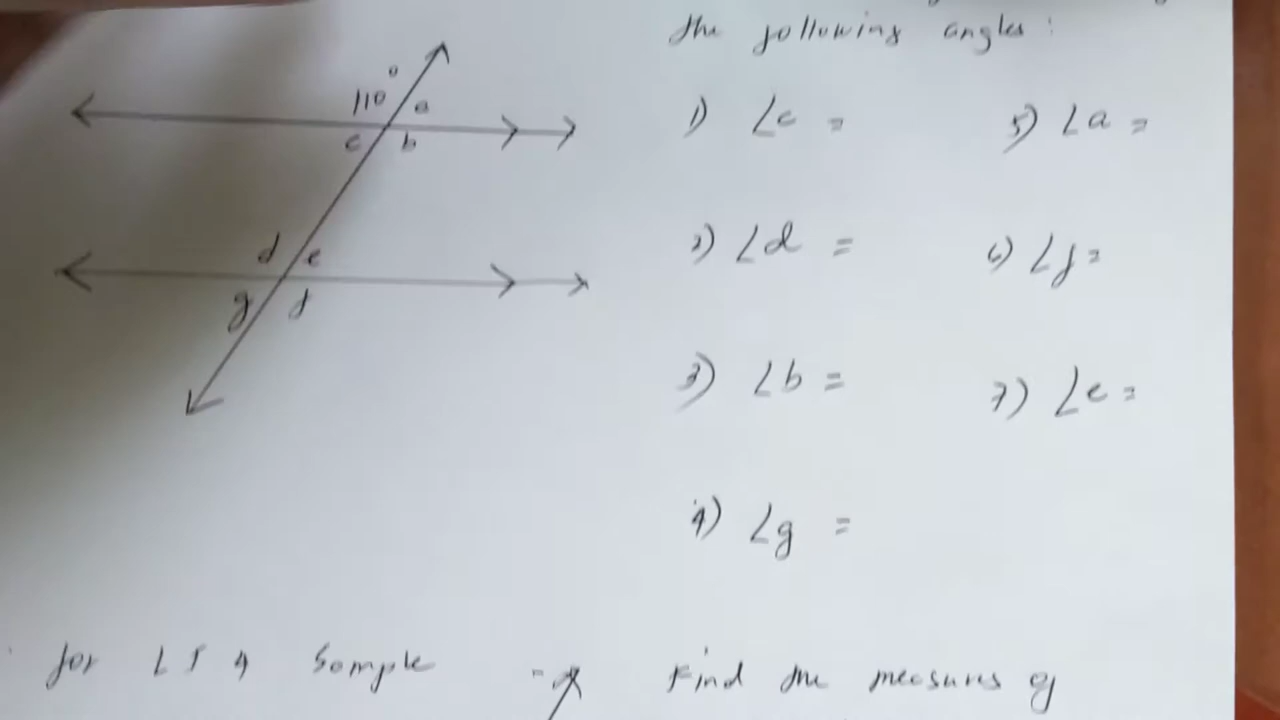 the following angles:
110°
a
c
b
1) ∠c =
5) ∠a =
d
e
g
f
2) ∠d =
6) ∠f =
3) ∠b =
7) ∠e =
4) ∠g =
for
Sample
Find the measures of